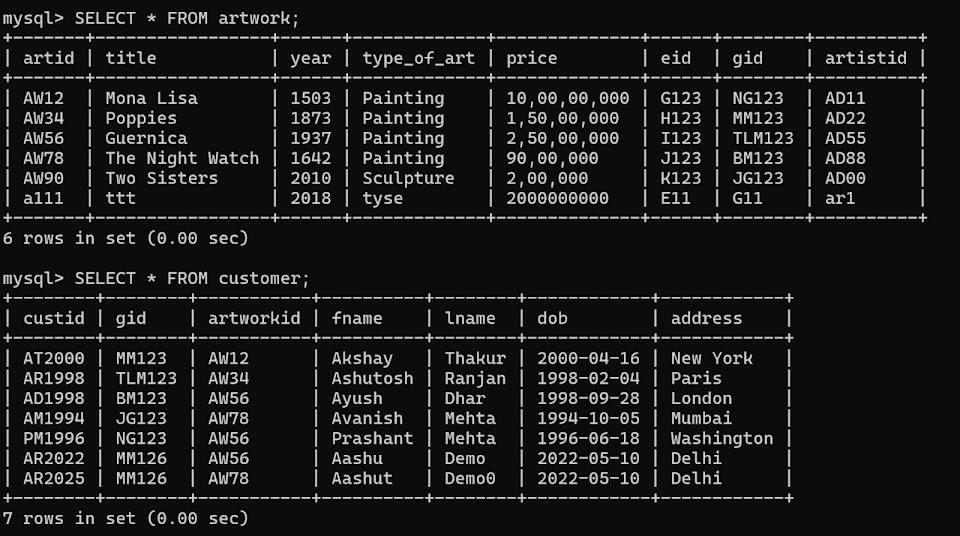 mysql> SELECT * FROM artwork;
+-------+-----------------+------+-------------+--------------+------+--------+----------+
| artid | title           | year | type_of_art | price        | eid  | gid    | artistid |
+-------+-----------------+------+-------------+--------------+------+--------+----------+
| AW12  | Mona Lisa       | 1503 | Painting    | 10,00,00,000 | G123 | NG123  | AD11     |
| AW34  | Poppies         | 1873 | Painting    | 1,50,00,000  | H123 | MM123  | AD22     |
| AW56  | Guernica        | 1937 | Painting    | 2,50,00,000  | I123 | TLM123 | AD55     |
| AW78  | The Night Watch | 1642 | Painting    | 90,00,000    | J123 | BM123  | AD88     |
| AW90  | Two Sisters     | 2010 | Sculpture   | 2,00,000     | K123 | JG123  | AD00     |
| a111  | ttt             | 2018 | tyse        | 2000000000   | E11  | G11    | ar1      |
+-------+-----------------+------+-------------+--------------+------+--------+----------+
6 rows in set (0.00 sec)
mysql> SELECT * FROM customer;
+--------+--------+-----------+----------+--------+------------+------------+
| custid | gid    | artworkid | fname    | lname  | dob        | address    |
+--------+--------+-----------+----------+--------+------------+------------+
| AT2000 | MM123  | AW12      | Akshay   | Thakur | 2000-04-16 | New York   |
| AR1998 | TLM123 | AW34      | Ashutosh | Ranjan | 1998-02-04 | Paris      |
| AD1998 | BM123  | AW56      | Ayush    | Dhar   | 1998-09-28 | London     |
| AM1994 | JG123  | AW78      | Avanish  | Mehta  | 1994-10-05 | Mumbai     |
| PM1996 | NG123  | AW56      | Prashant | Mehta  | 1996-06-18 | Washington |
| AR2022 | MM126  | AW56      | Aashu    | Demo   | 2022-05-10 | Delhi      |
| AR2025 | MM126  | AW78      | Aashut   | Demo0  | 2022-05-10 | Delhi      |
+--------+--------+-----------+----------+--------+------------+------------+
7 rows in set (0.00 sec)